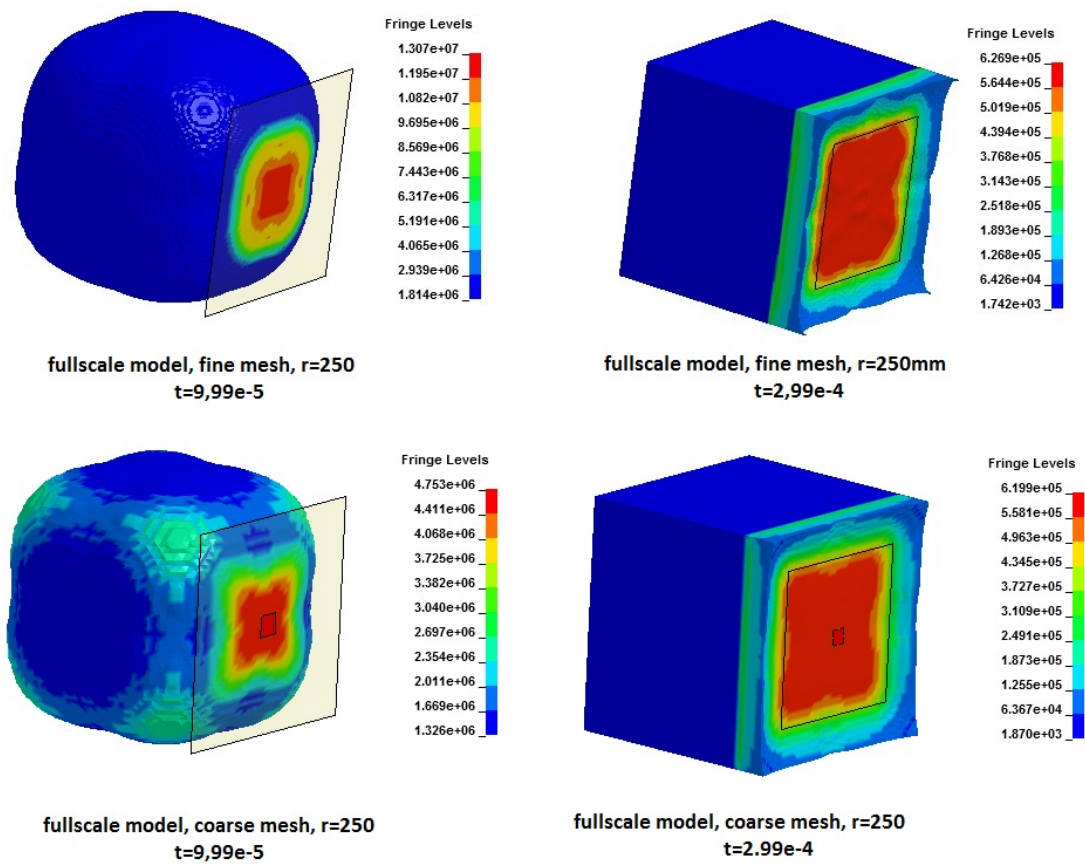 Fringe Levels
1.307e+07
1.195e+07
1.082e+07
9.695e+06
8.569e+06
7.443e+06
6.317e+06
5.191e+06
4.065e+06
2.939e+06
1.814e+06
fullscale model, fine mesh, r=250
t=9,99e-5
Fringe Levels
6.269e+05
5.644e+05
5.019e+05
4.394e+05
3.768e+05
3.143e+05
2.518e+05
1.893e+05
1.268e+05
6.426e+04
1.742e+03
fullscale model, fine mesh, r=250mm
t=2,99e-4
Fringe Levels
4.753e+06
4.411e+06
4.068e+06
3.725e+06
3.382e+06
3.040e+06
2.697e+06
2.354e+06
2.011e+06
1.669e+06
1.326e+06
fullscale model, coarse mesh, r=250
t=9,99e-5
Fringe Levels
6.199e+05
5.581e+05
4.963e+05
4.345e+05
3.727e+05
3.109e+05
2.491e+05
1.873e+05
1.255e+05
6.367e+04
1.870e+03
fullscale model, coarse mesh, r=250
t=2.99e-4